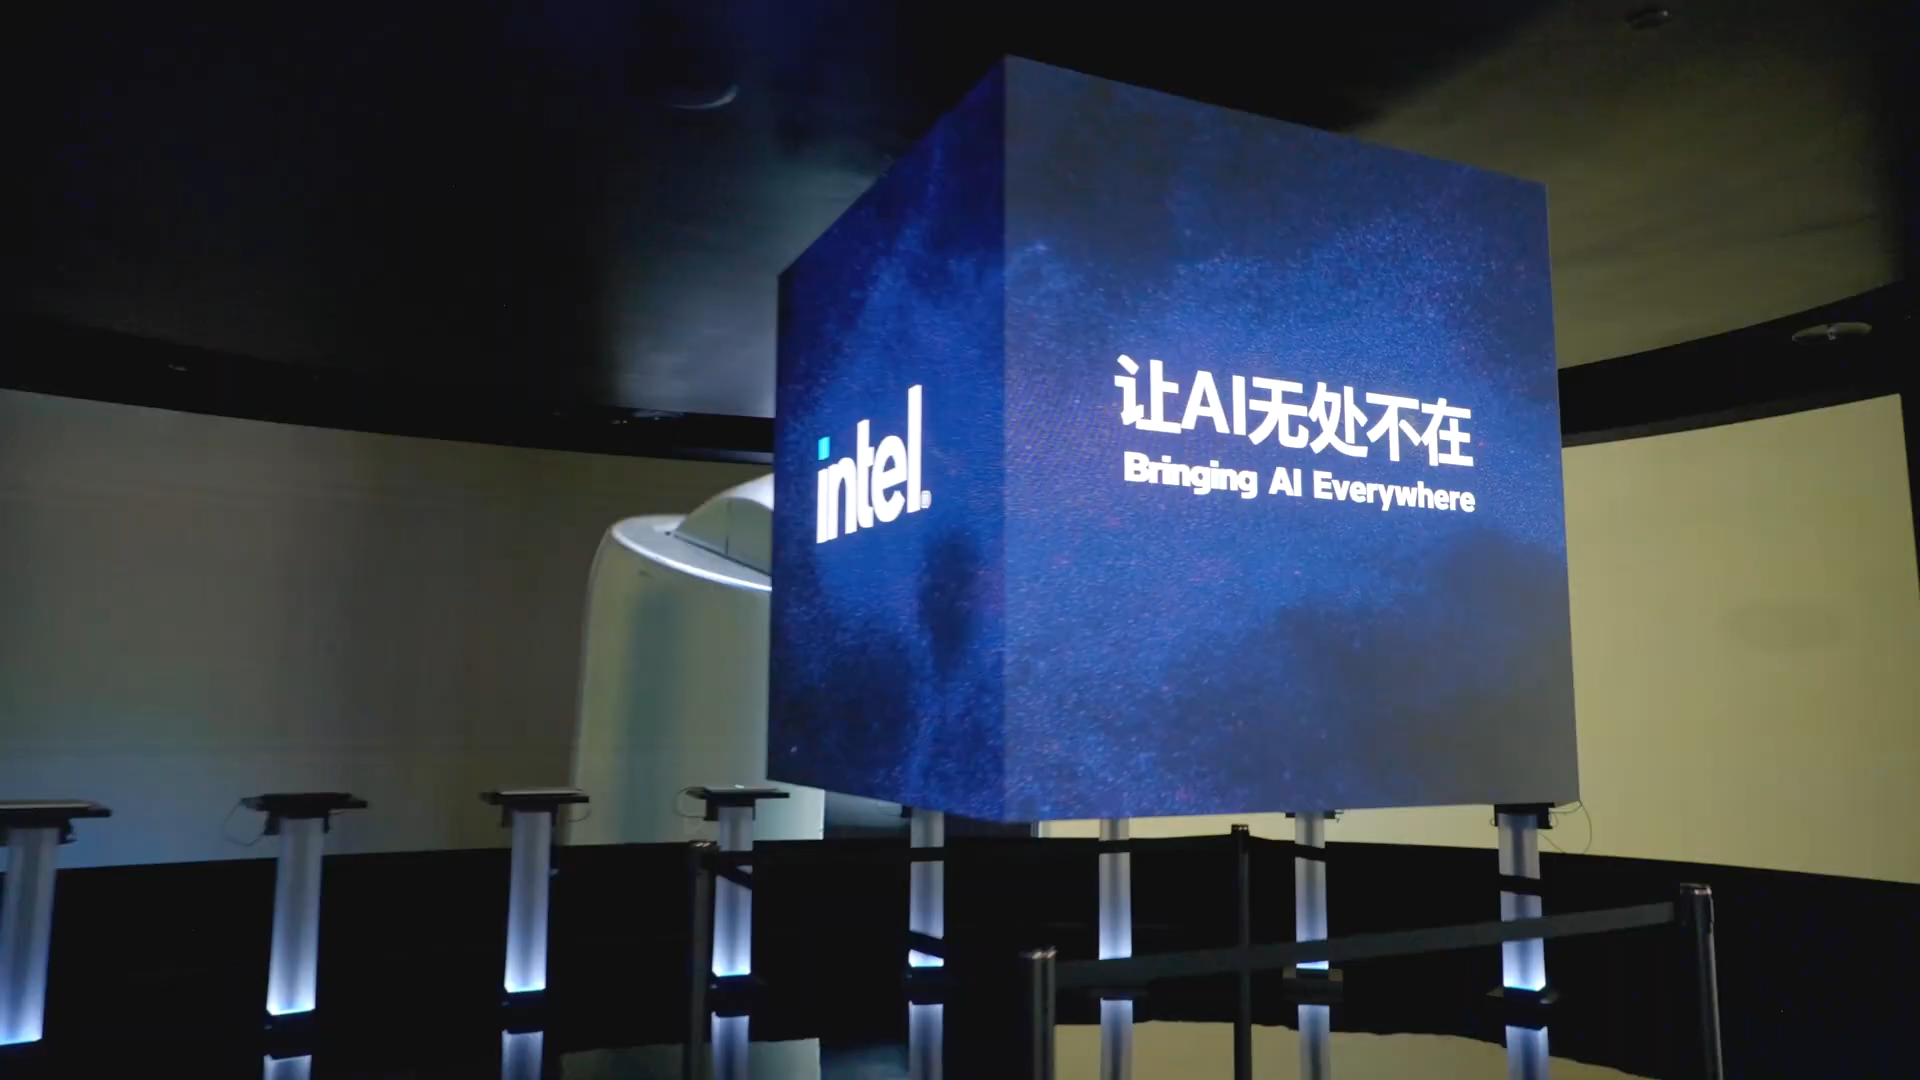 intel
让AI无处不在
Bringing AI Everywhere